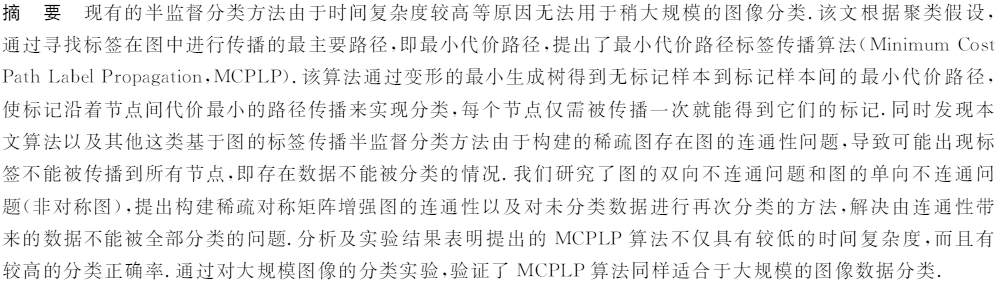 摘　要　现有的半监督分类方法由于时间复杂度较高等原因无法用于稍大规模的图像分类.该文根据聚类假设,
通过寻找标签在图中进行传播的最主要路径,即最小代价路径,提出了最小代价路径标签传播算法(Minimum Cost
Path Label Propagation,MCPLP).该算法通过变形的最小生成树得到无标记样本到标记样本间的最小代价路径,
使标记沿着节点间代价最小的路径传播来实现分类,每个节点仅需被传播一次就能得到它们的标记.同时发现本
文算法以及其他这类基于图的标签传播半监督分类方法由于构建的稀疏图存在图的连通性问题,导致可能出现标
签不能被传播到所有节点,即存在数据不能被分类的情况.我们研究了图的双向不连通问题和图的单向不连通问
题(非对称图),提出构建稀疏对称矩阵增强图的连通性以及对未分类数据进行再次分类的方法,解决由连通性带
来的数据不能被全部分类的问题.分析及实验结果表明提出的 MCPLP 算法不仅具有较低的时间复杂度,而且有
较高的分类正确率.通过对大规模图像的分类实验,验证了 MCPLP 算法同样适合于大规模的图像数据分类.